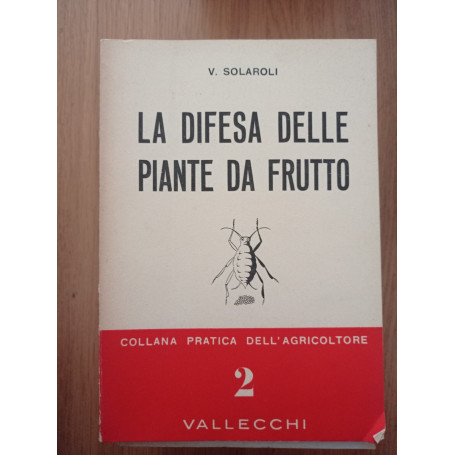 V. SOLAROLI
LA DIFESA DELLE
PIANTE DA FRUTTO
COLLANA PRATICA DELL'AGRICOLTORE
2
VALLECCHI